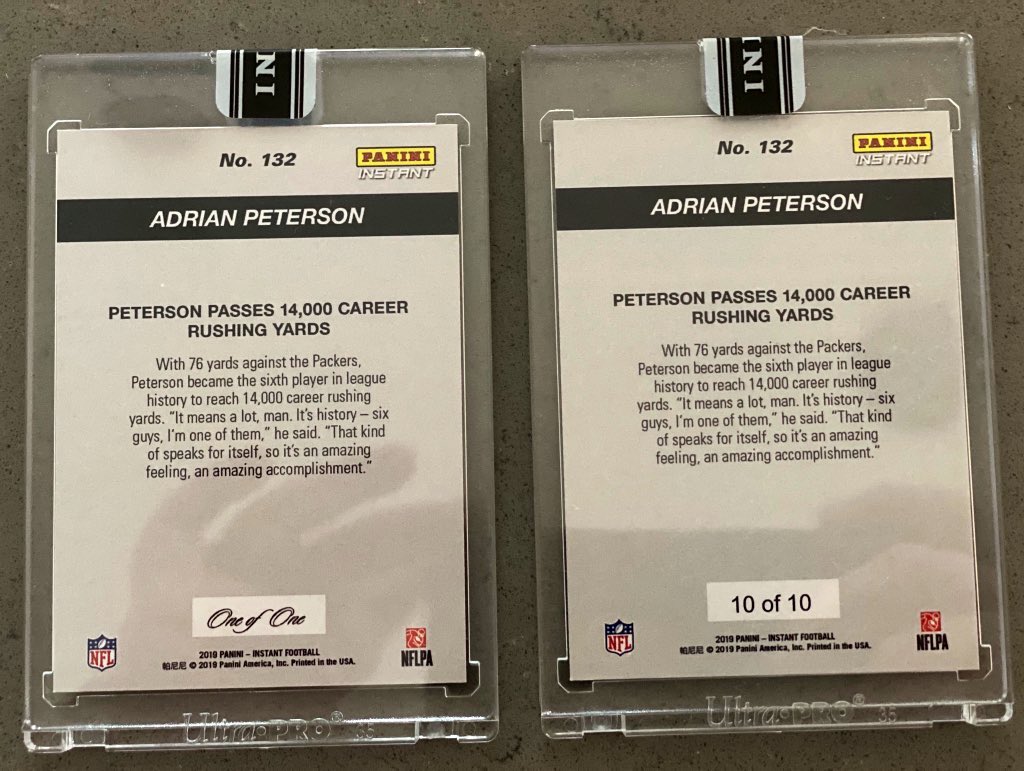 IN
No. 132
PANINI
INSTANT
ADRIAN PETERSON
PETERSON PASSES 14,000 CAREER
RUSHING YARDS
With 76 yards against the Packers,
Peterson became the sixth player in league
history to reach 14,000 career rushing
yards. “It means a lot, man. It’s history – six
guys, I’m one of them,” he said. “That kind
of speaks for itself, so it’s an amazing
feeling, an amazing accomplishment.”
One of One
NFL
2019 PANINI – INSTANT FOOTBALL
帕尼尼 © 2019 Panini America, Inc. Printed in the USA.
NFLPA
Ultra•PRO® 35
IN
No. 132
PANINI
INSTANT
ADRIAN PETERSON
PETERSON PASSES 14,000 CAREER
RUSHING YARDS
With 76 yards against the Packers,
Peterson became the sixth player in league
history to reach 14,000 career rushing
yards. “It means a lot, man. It’s history – six
guys, I’m one of them,” he said. “That kind
of speaks for itself, so it’s an amazing
feeling, an amazing accomplishment.”
10 of 10
NFL
2019 PANINI – INSTANT FOOTBALL
帕尼尼 © 2019 Panini America, Inc. Printed in the USA.
NFLPA
Ultra•PRO® 35